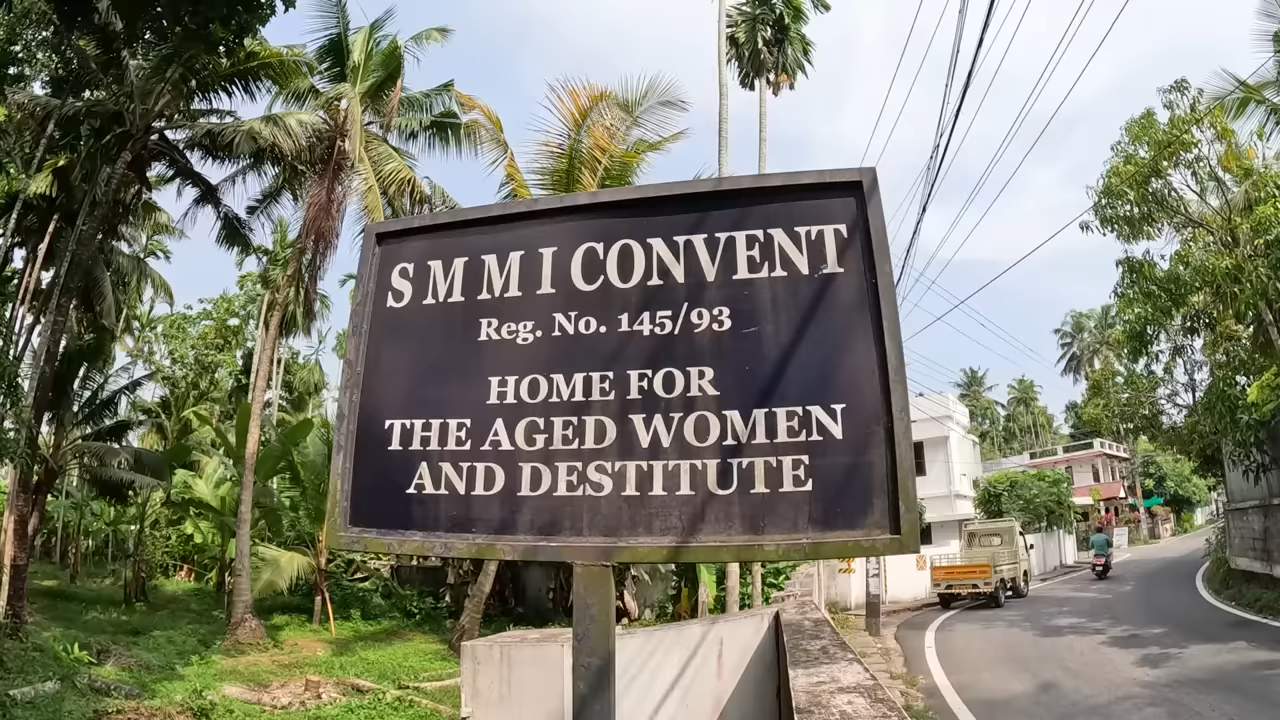 S M M I CONVENT
Reg. No. 145/93
HOME FOR
THE AGED WOMEN
AND DESTITUTE